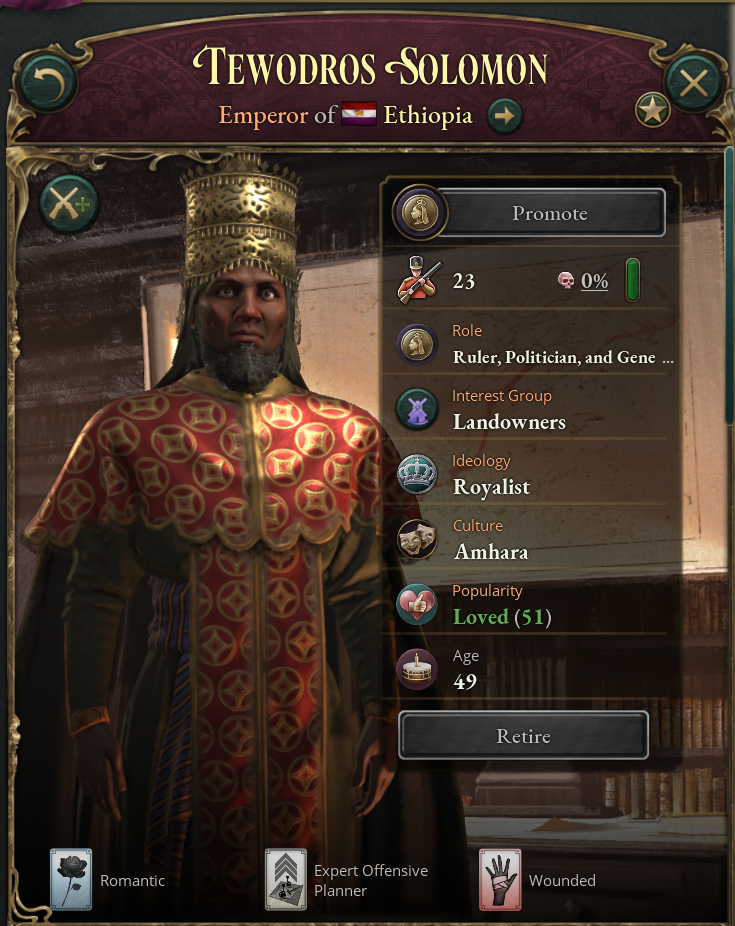 Tewodros Solomon
Emperor of Ethiopia
Promote
23
0%
Role
Ruler, Politician, and Gene ...
Interest Group
Landowners
Ideology
Royalist
Culture
Amhara
Popularity
Loved (51)
Age
49
Retire
Romantic
Expert Offensive
Planner
Wounded